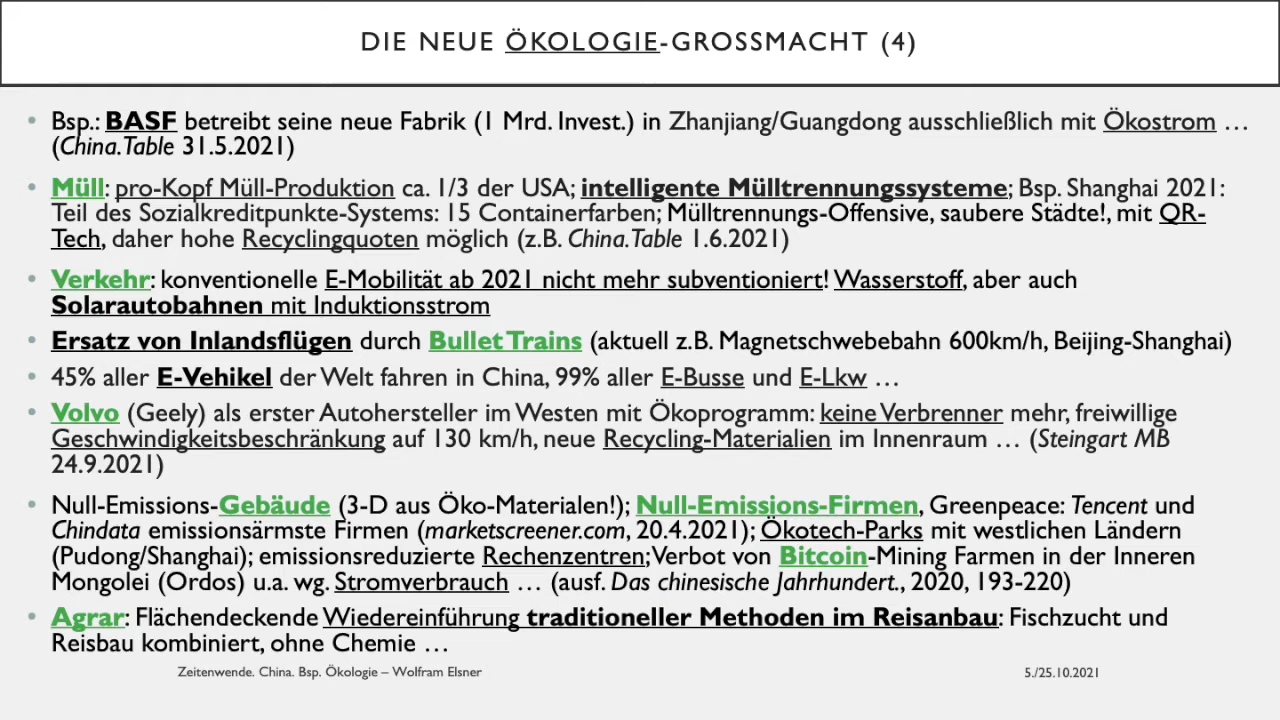 DIE NEUE ÖKOLOGIE-GROSSMACHT (4)
• Bsp.: BASF betreibt seine neue Fabrik (1 Mrd. Invest.) in Zhanjiang/Guangdong ausschließlich mit Ökostrom …
(China.Table 31.5.2021)
• Müll: pro-Kopf Müll-Produktion ca. 1/3 der USA; intelligente Mülltrennungssysteme; Bsp. Shanghai 2021:
Teil des Sozialkreditpunkte-Systems: 15 Containerfarben; Mülltrennungs-Offensive, saubere Städte!, mit QR-
Tech, daher hohe Recyclingquoten möglich (z.B. China.Table 1.6.2021)
• Verkehr: konventionelle E-Mobilität ab 2021 nicht mehr subventioniert! Wasserstoff, aber auch
Solarautobahnen mit Induktionsstrom
• Ersatz von Inlandsflügen durch Bullet Trains (aktuell z.B. Magnetschwebebahn 600km/h, Beijing-Shanghai)
• 45% aller E-Vehikel der Welt fahren in China, 99% aller E-Busse und E-Lkw …
• Volvo (Geely) als erster Autohersteller im Westen mit Ökoprogramm: keine Verbrenner mehr, freiwillige
Geschwindigkeitsbeschränkung auf 130 km/h, neue Recycling-Materialien im Innenraum … (Steingart MB
24.9.2021)
• Null-Emissions-Gebäude (3-D aus Öko-Materialen!); Null-Emissions-Firmen, Greenpeace: Tencent und
Chindata emissionsärmste Firmen (marketscreener.com, 20.4.2021); Ökotech-Parks mit westlichen Ländern
(Pudong/Shanghai); emissionsreduzierte Rechenzentren; Verbot von Bitcoin-Mining Farmen in der Inneren
Mongolei (Ordos) u.a. wg. Stromverbrauch … (ausf. Das chinesische Jahrhundert., 2020, 193-220)
• Agrar: Flächendeckende Wiedereinführung traditioneller Methoden im Reisanbau: Fischzucht und
Reisbau kombiniert, ohne Chemie …
Zeitenwende. China. Bsp. Ökologie – Wolfram Elsner
5./25.10.2021